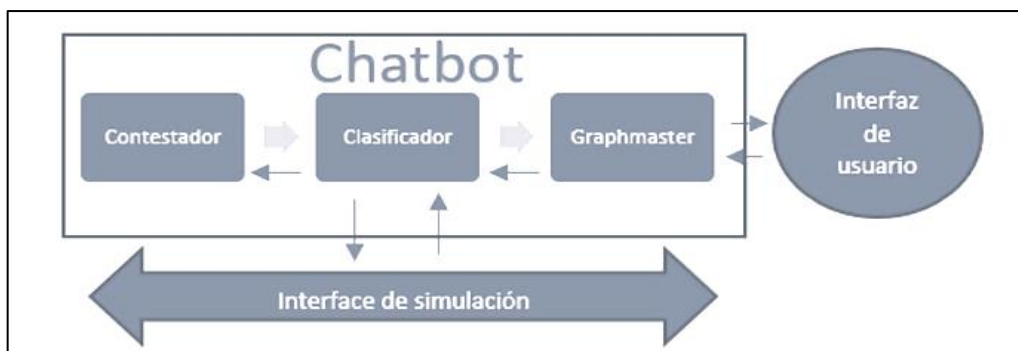 Chatbot
Contestador
Clasificador
Graphmaster
Interfaz
de
usuario
Interface de simulación